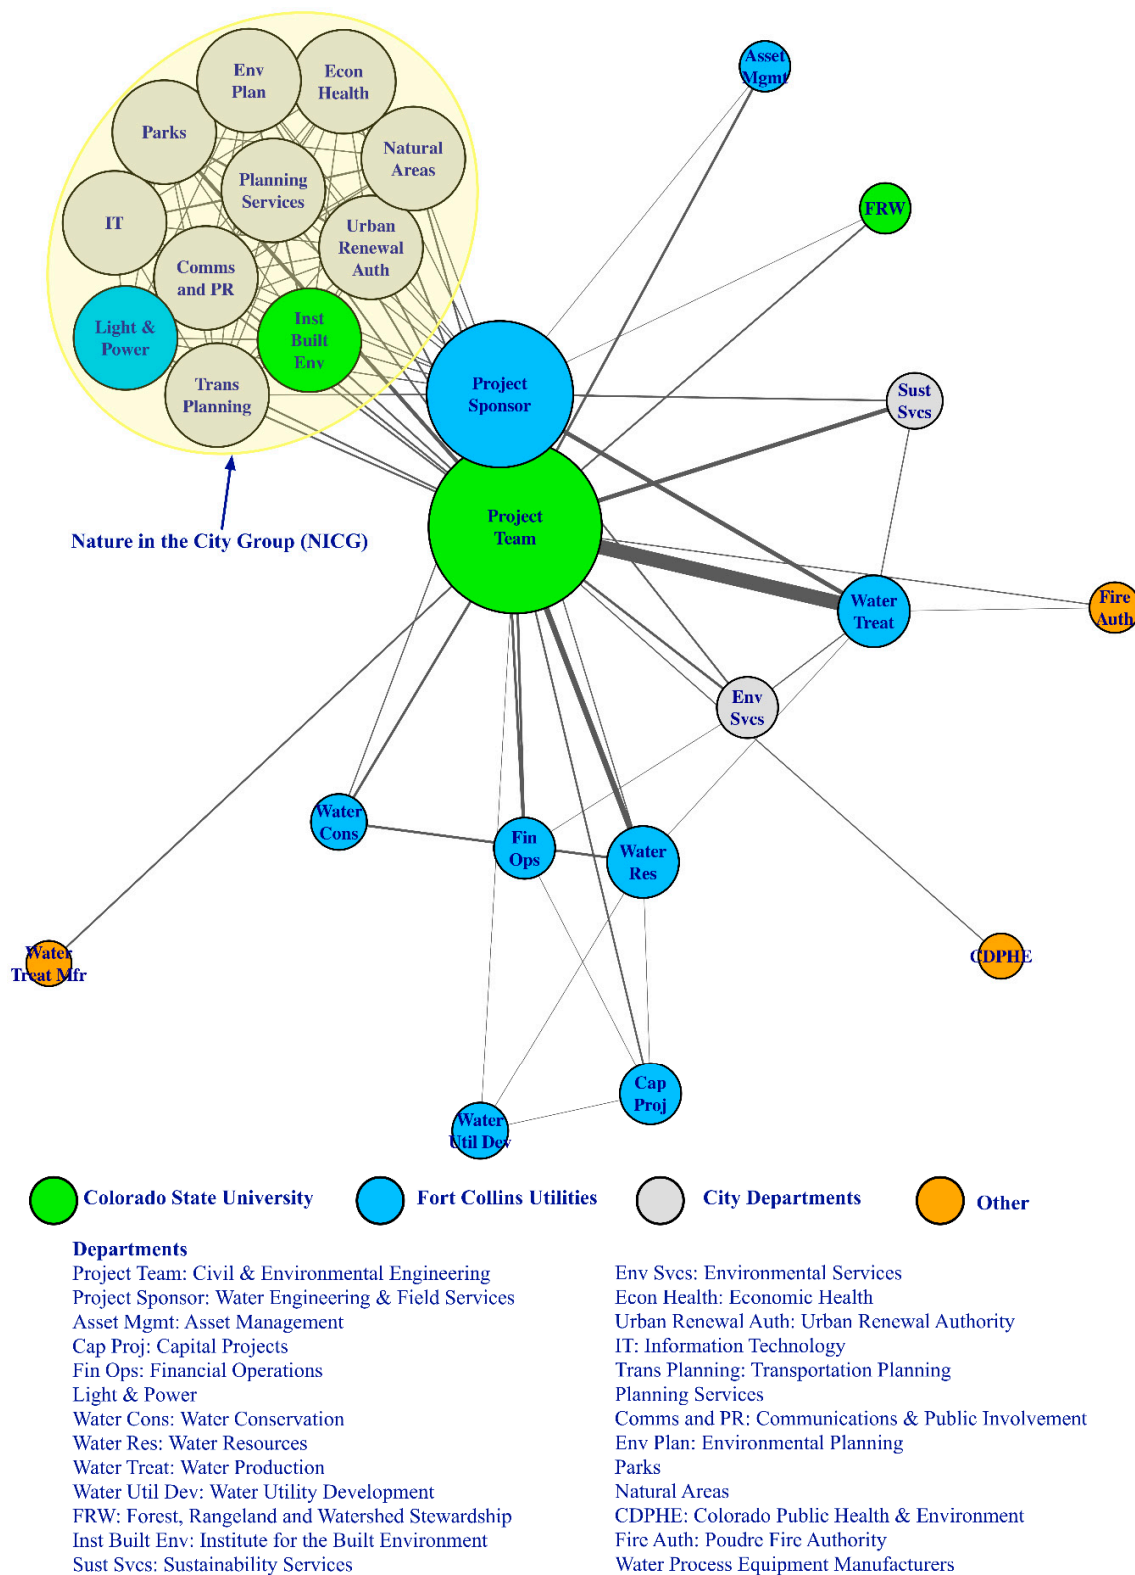 Asset
Mgmt
Env
Plan
Econ
Health
Parks
Natural
Areas
Planning
Services
FRW
IT
Urban
Renewal
Auth
Comms
and PR
Light &
Power
Inst
Built
Env
Trans
Planning
Project
Sponsor
Sust
Svcs
Project
Team
Nature in the City Group (NICG)
Water
Treat
Fire
Auth
Env
Svcs
Water
Cons
Fin
Ops
Water
Res
Water
Treat Mfr
CDPHE
Cap
Proj
Water
Util Dev
Colorado State University
Fort Collins Utilities
City Departments
Other
Departments
Project Team: Civil & Environmental Engineering
Project Sponsor: Water Engineering & Field Services
Asset Mgmt: Asset Management
Cap Proj: Capital Projects
Fin Ops: Financial Operations
Light & Power
Water Cons: Water Conservation
Water Res: Water Resources
Water Treat: Water Production
Water Util Dev: Water Utility Development
FRW: Forest, Rangeland and Watershed Stewardship
Inst Built Env: Institute for the Built Environment
Sust Svcs: Sustainability Services
Env Svcs: Environmental Services
Econ Health: Economic Health
Urban Renewal Auth: Urban Renewal Authority
IT: Information Technology
Trans Planning: Transportation Planning
Planning Services
Comms and PR: Communications & Public Involvement
Env Plan: Environmental Planning
Parks
Natural Areas
CDPHE: Colorado Public Health & Environment
Fire Auth: Poudre Fire Authority
Water Process Equipment Manufacturers